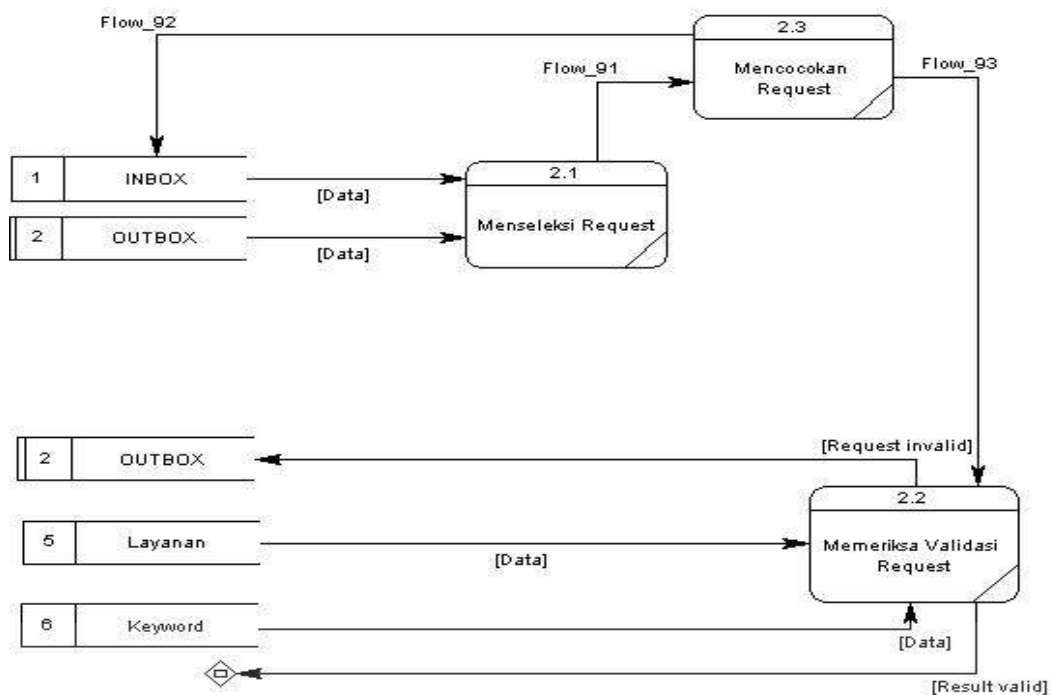 Flow_92
2.3
Mencocokan
Request
Flow_91
Flow_93
1 INBOX
[Data]
2.1
Menseleksi Request
2 OUTBOX
[Data]
2 OUTBOX
[Request invalid]
2.2
Memeriksa Validasi
Request
5 Layanan
[Data]
6 Keyword
[Data]
[Result valid]